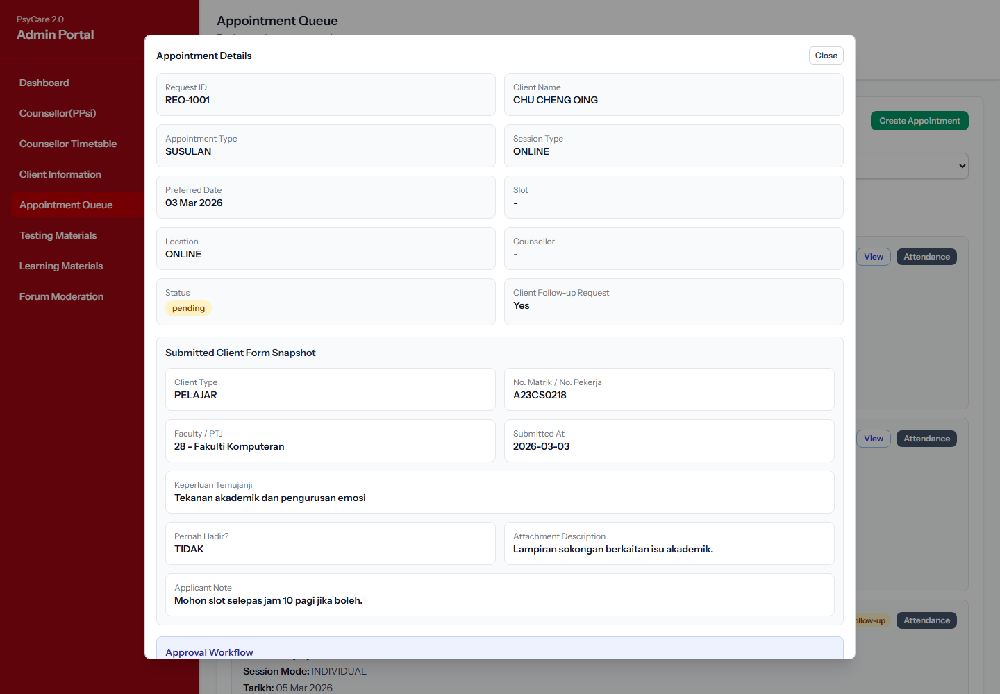 PsyCare 2.0
Admin Portal
Dashboard
Counsellor(PPsi)
Counsellor Timetable
Client Information
Appointment Queue
Testing Materials
Learning Materials
Forum Moderation
Appointment Queue
Create Appointment
View
Attendance
View
Attendance
ollow-up
Attendance
Appointment Details
Close
Request ID
REQ-1001
Client Name
CHU CHENG QING
Appointment Type
SUSULAN
Session Type
ONLINE
Preferred Date
03 Mar 2026
Slot
-
Location
ONLINE
Counsellor
-
Status
pending
Client Follow-up Request
Yes
Submitted Client Form Snapshot
Client Type
PELAJAR
No. Matrik / No. Pekerja
A23CS0218
Faculty / PTJ
28 - Fakulti Komputeran
Submitted At
2026-03-03
Keperluan Temujanji
Tekanan akademik dan pengurusan emosi
Pernah Hadir?
TIDAK
Attachment Description
Lampiran sokongan berkaitan isu akademik.
Applicant Note
Mohon slot selepas jam 10 pagi jika boleh.
Approval Workflow
Session Mode: INDIVIDUAL
Tarikh: 05 Mar 2026